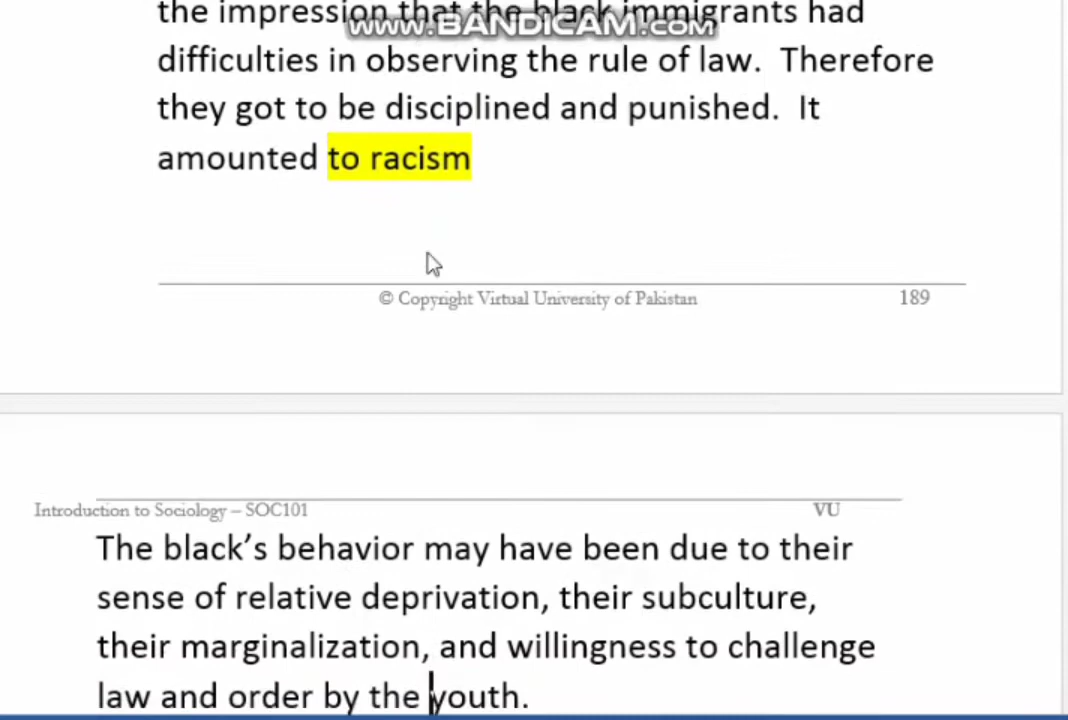 the impression that the black immigrants had
www.BANDICAM.com
difficulties in observing the rule of law. Therefore
they got to be disciplined and punished. It
amounted to racism
© Copyright Virtual University of Pakistan 189
Introduction to Sociology – SOC101 VU
The black’s behavior may have been due to their
sense of relative deprivation, their subculture,
their marginalization, and willingness to challenge
law and order by the youth.